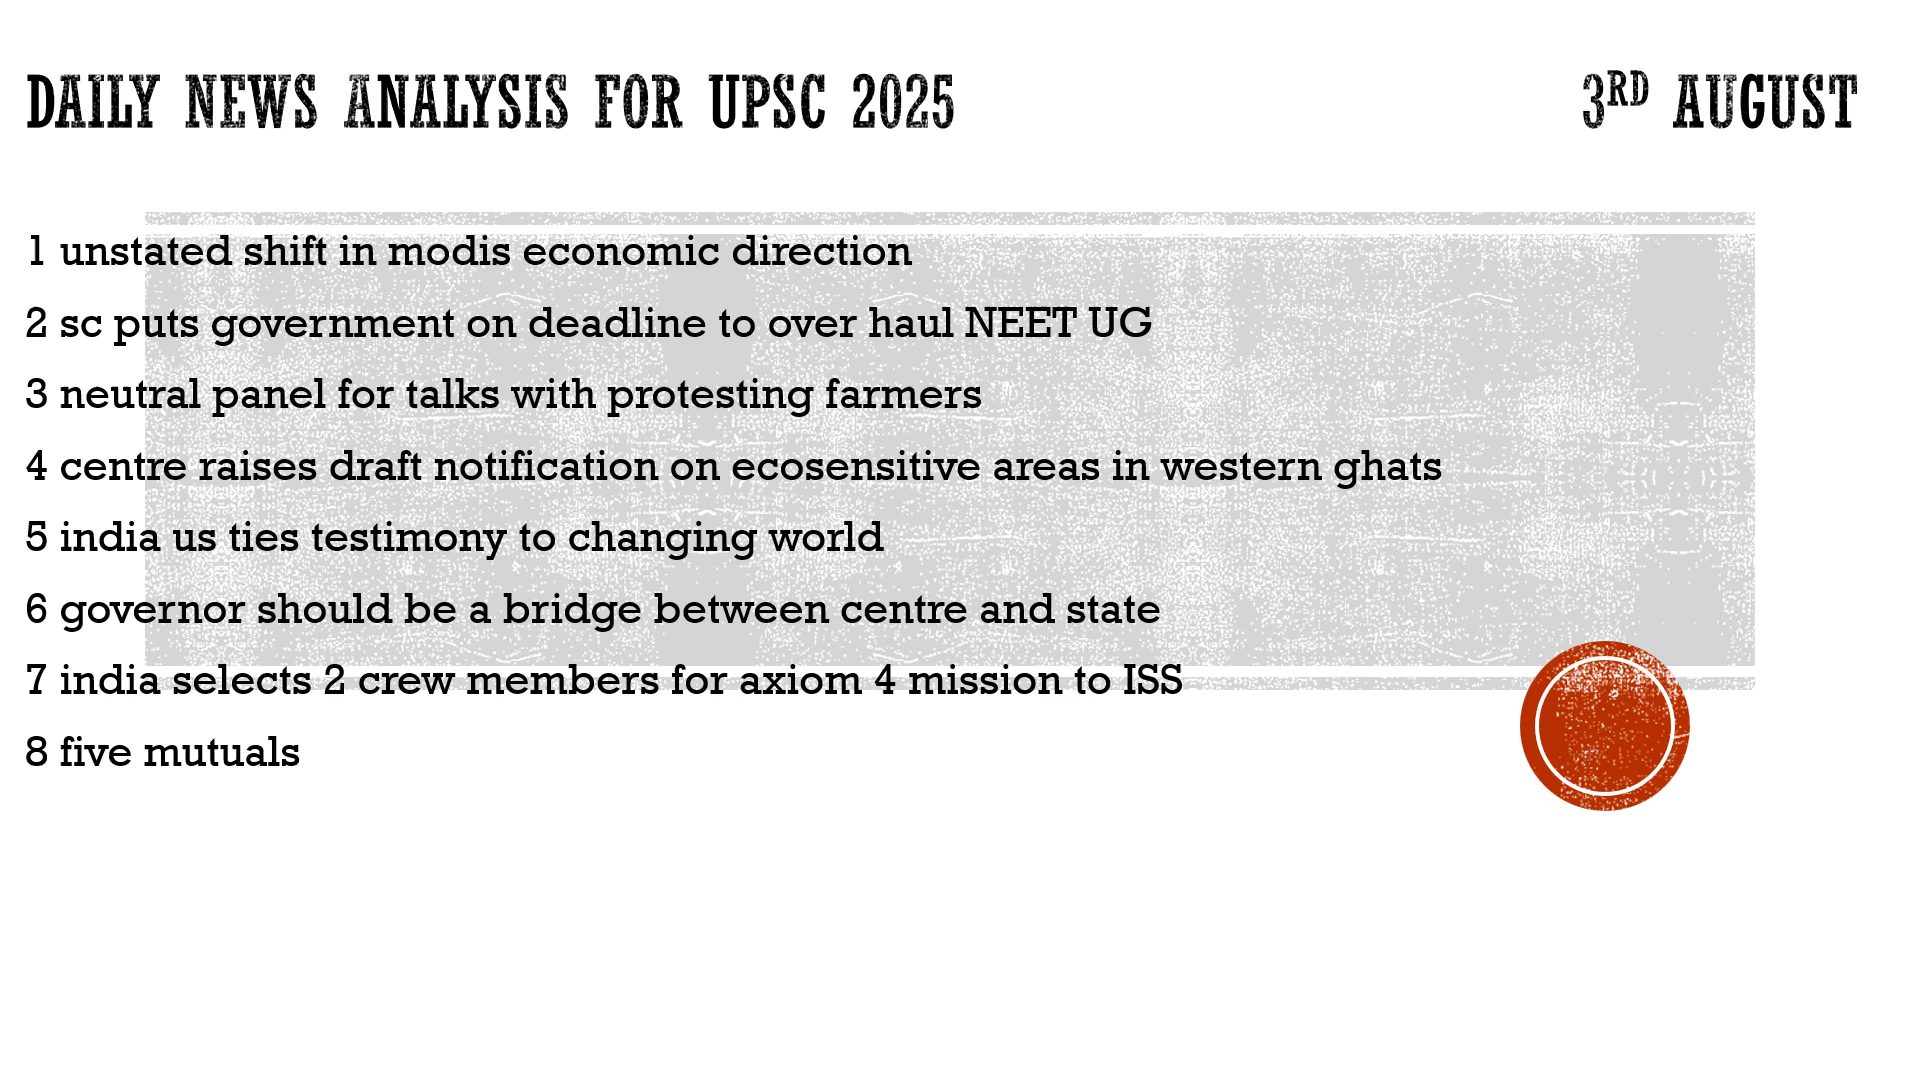 DAILY NEWS ANALYSIS FOR UPSC 2025 3RD AUGUST
1 unstated shift in modis economic direction
2 sc puts government on deadline to over haul NEET UG
3 neutral panel for talks with protesting farmers
4 centre raises draft notification on ecosensitive areas in western ghats
5 india us ties testimony to changing world
6 governor should be a bridge between centre and state
7 india selects 2 crew members for axiom 4 mission to ISS
8 five mutuals